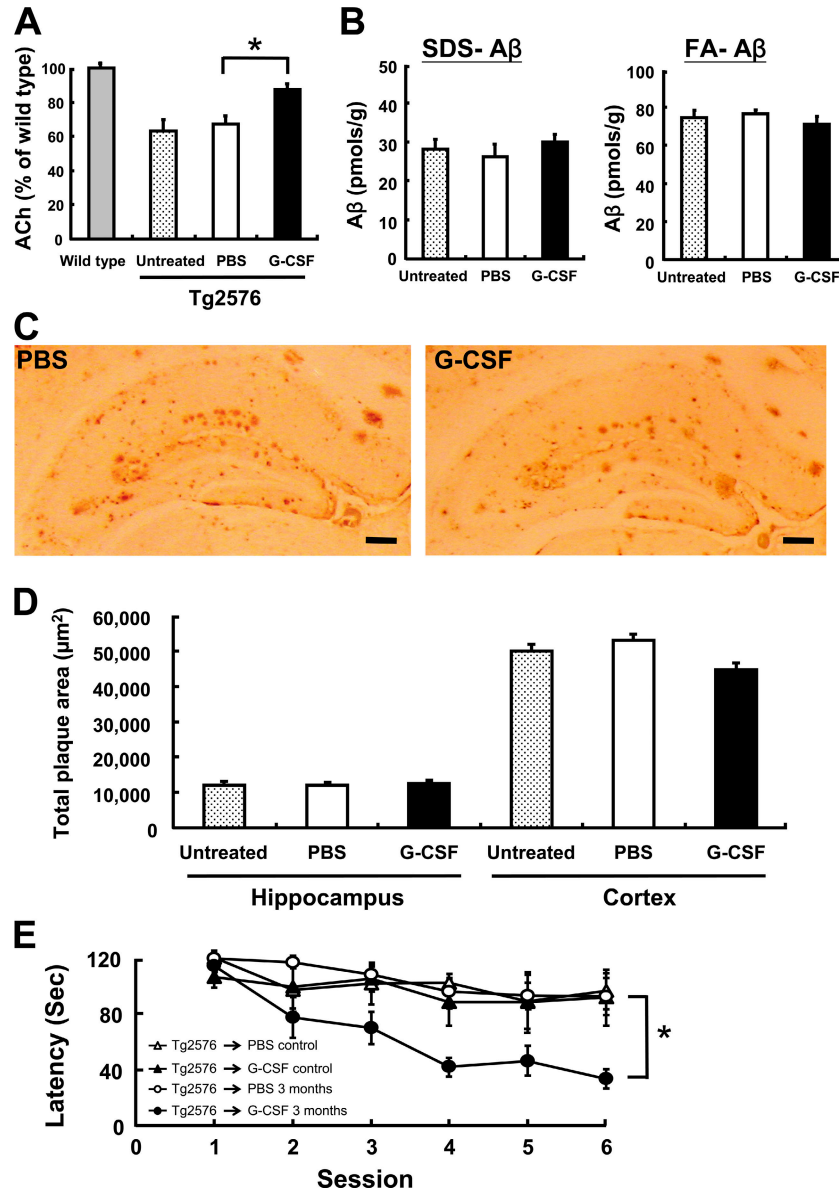 A
ACh (% of wild type)
100
80
60
40
20
0
*
Wild type
Untreated
PBS
G-CSF
Tg2576
B
SDS- Aβ
Aβ (pmols/g)
50
40
30
20
10
0
Untreated
PBS
G-CSF
FA- Aβ
Aβ (pmols/g)
100
80
60
40
20
0
Untreated
PBS
G-CSF
C
PBS
G-CSF
D
Total plaque area (µm²)
60,000
50,000
40,000
30,000
20,000
10,000
0
Untreated
PBS
G-CSF
Untreated
PBS
G-CSF
Hippocampus
Cortex
E
Latency (Sec)
120
80
40
0
Tg2576 → PBS control
Tg2576 → G-CSF control
Tg2576 → PBS 3 months
Tg2576 → G-CSF 3 months
*
0
1
2
3
4
5
6
Session